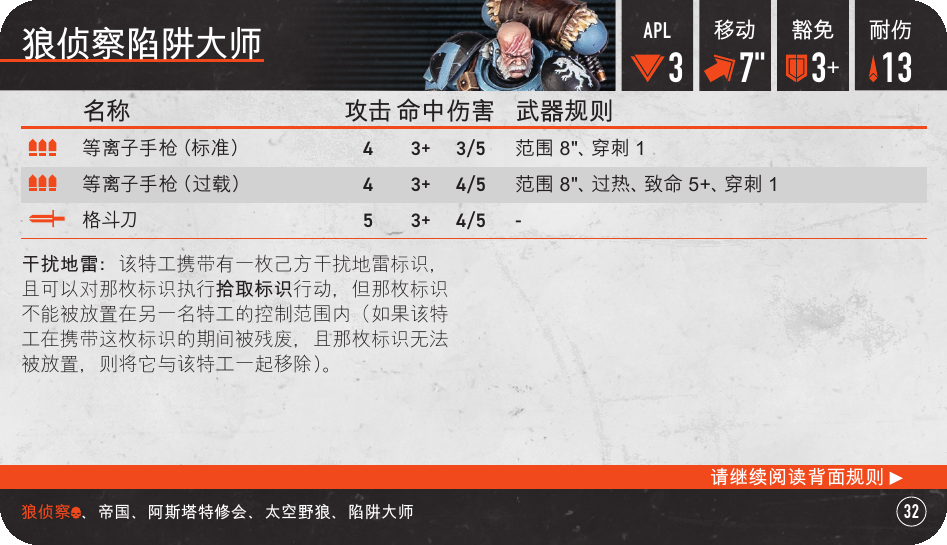 狼侦察陷阱大师
APL 移动 豁免 耐伤
3 7" 3+ 13
名称 攻击 命中 伤害 武器规则
等离子手枪（标准） 4 3+ 3/5 范围 8"、穿刺 1
等离子手枪（过载） 4 3+ 4/5 范围 8"、过热、致命 5+、穿刺 1
格斗刀 5 3+ 4/5 -
干扰地雷：该特工携带有一枚己方干扰地雷标识，
且可以对那枚标识执行拾取标识行动，但那枚标识
不能被放置在另一名特工的控制范围内（如果该特
工在携带这枚标识的期间被残废，且那枚标识无法
被放置，则将它与该特工一起移除）。
请继续阅读背面规则 ▶
狼侦察、帝国、阿斯塔特修会、太空野狼、陷阱大师
32